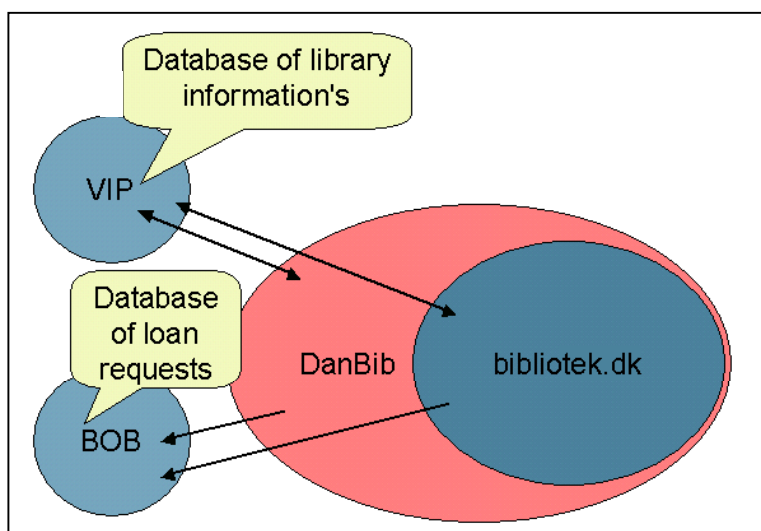 Database of library
information's
VIP
Database
of loan
requests
DanBib
bibliotek.dk
BOB